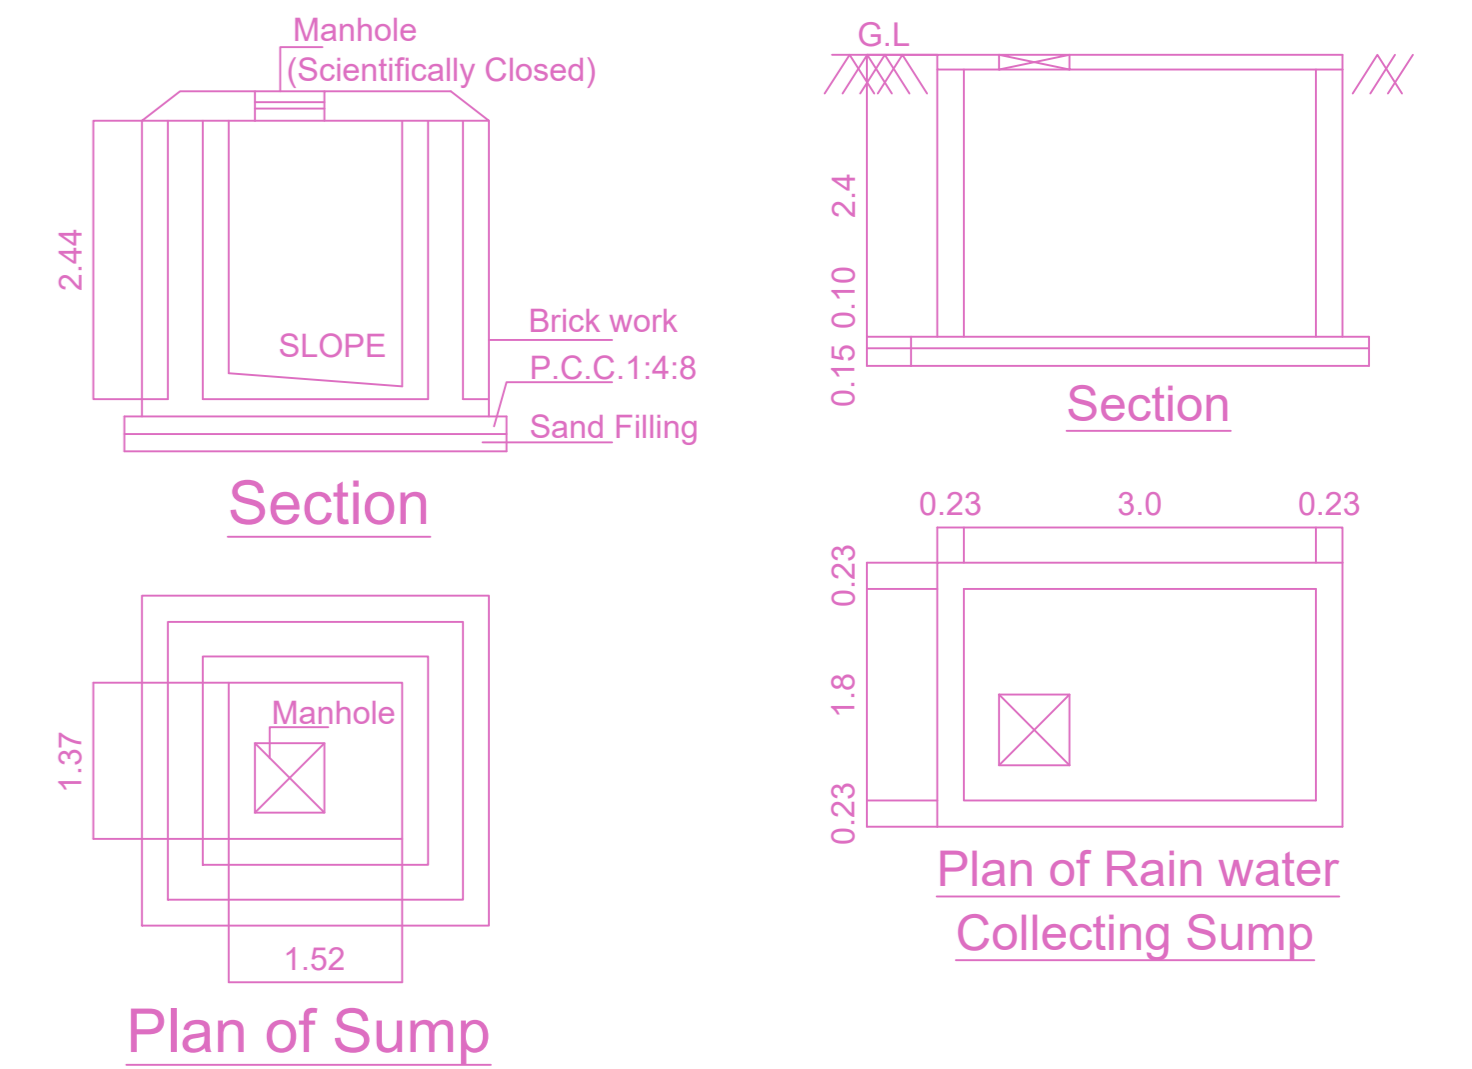 Manhole
(Scientifically Closed)
2.44
SLOPE
Brick work
P.C.C.1:4:8
Sand Filling
Section
Manhole
1.37
1.52
Plan of Sump
G.L
2.4
0.10
0.15
Section
0.23 3.0 0.23
0.23
1.8
0.23
Plan of Rain water
Collecting Sump